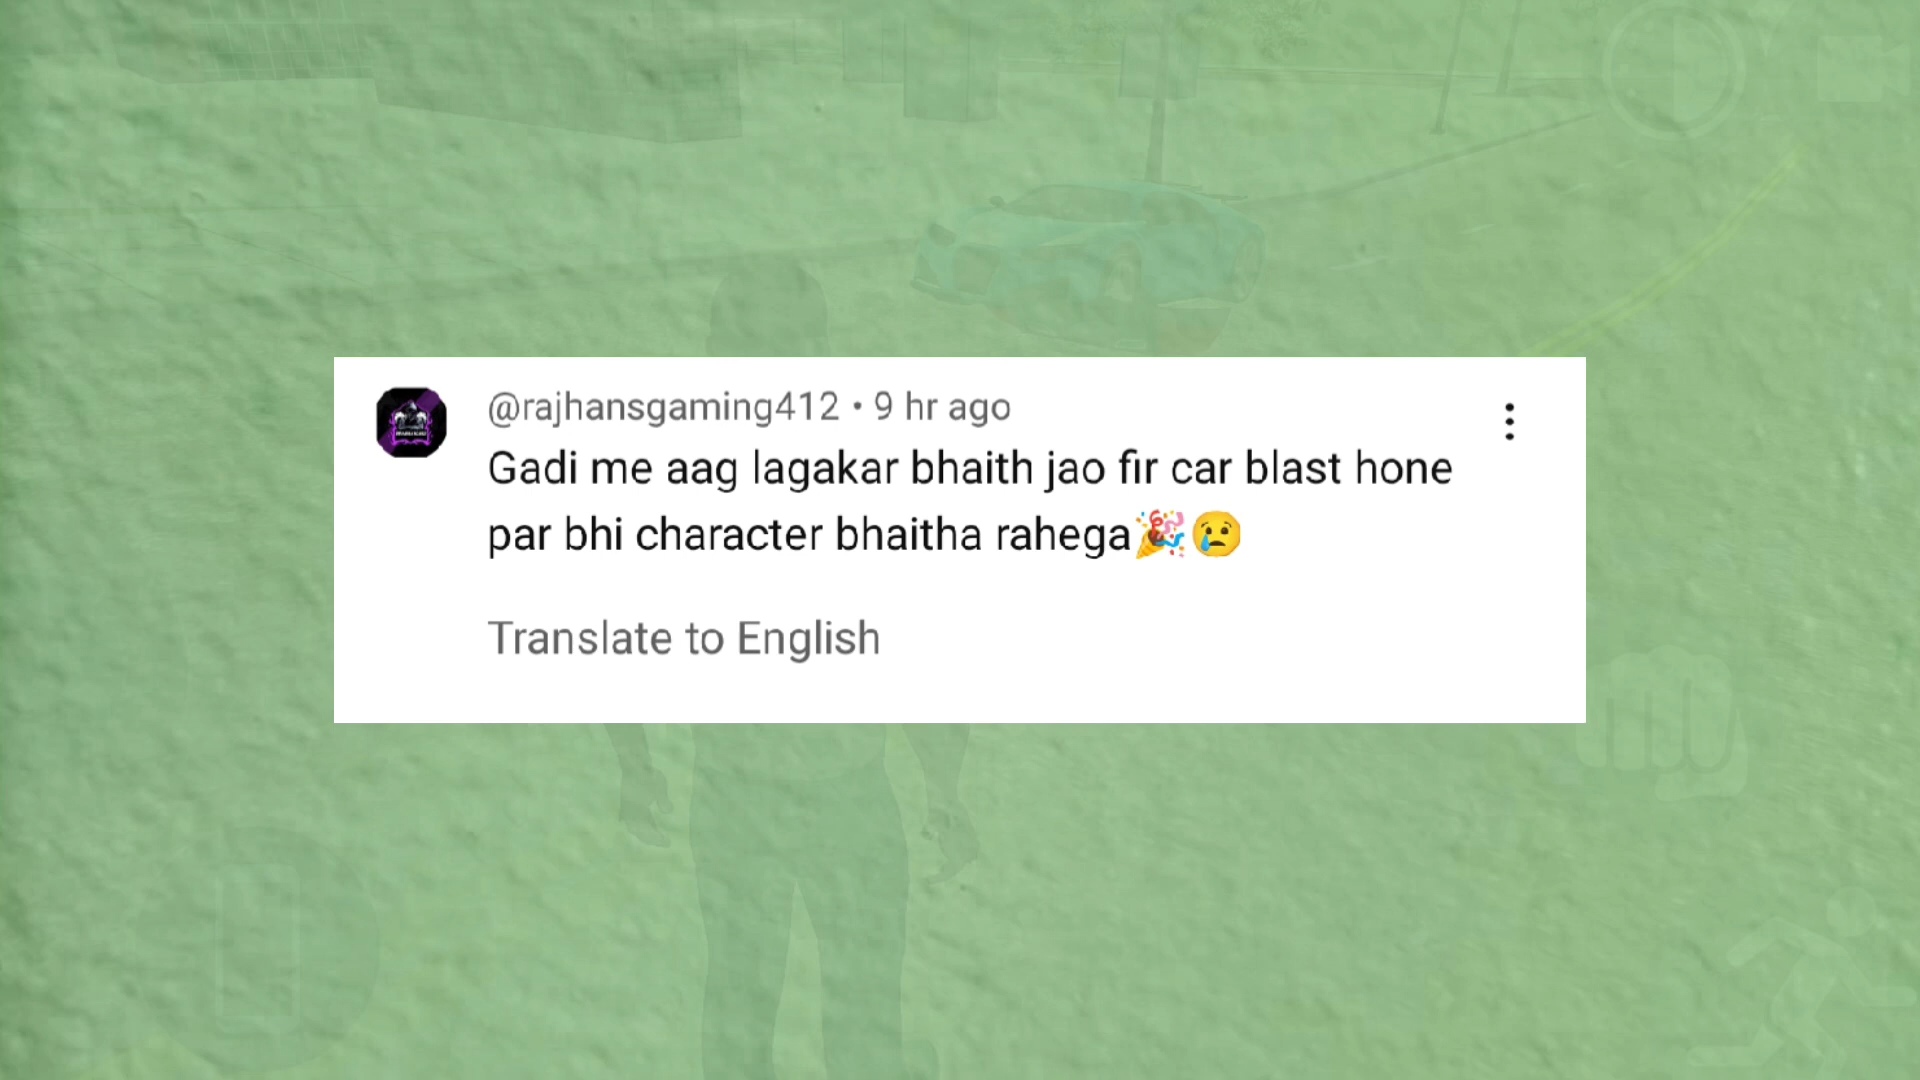 @rajhansgaming412 • 9 hr ago
Gadi me aag lagakar bhaith jao fir car blast hone
par bhi character bhaitha rahega🎉😢
Translate to English